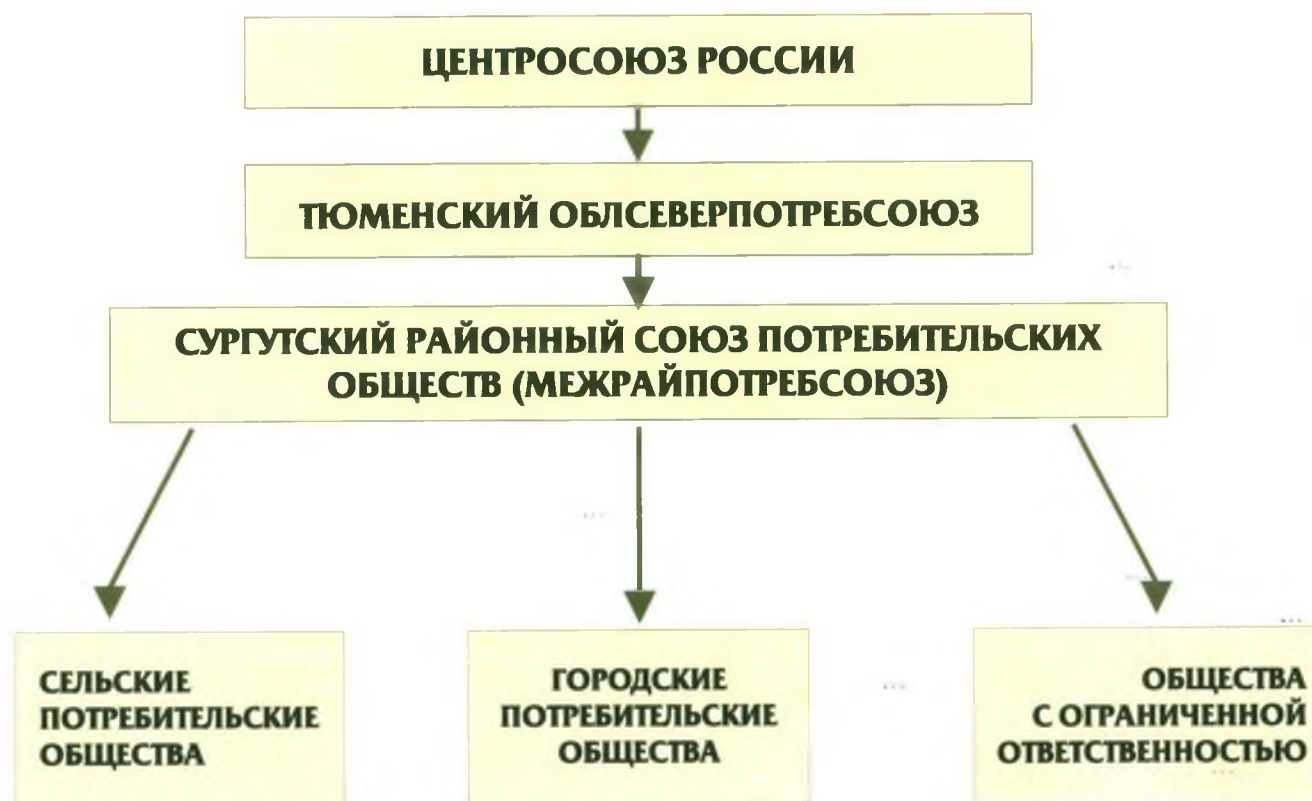 ЦЕНТРОСОЮЗ РОССИИ
ТЮМЕНСКИЙ ОБЛСЕВЕРПОТРЕБСОЮЗ
СУРГУТСКИЙ РАЙОННЫЙ СОЮЗ ПОТРЕБИТЕЛЬСКИХ
ОБЩЕСТВ (МЕЖРАЙПОТРЕБСОЮЗ)
СЕЛЬСКИЕ
ПОТРЕБИТЕЛЬСКИЕ
ОБЩЕСТВА
ГОРОДСКИЕ
ПОТРЕБИТЕЛЬСКИЕ
ОБЩЕСТВА
ОБЩЕСТВА
С ОГРАНИЧЕННОЙ
ОТВЕТСТВЕННОСТЬЮ